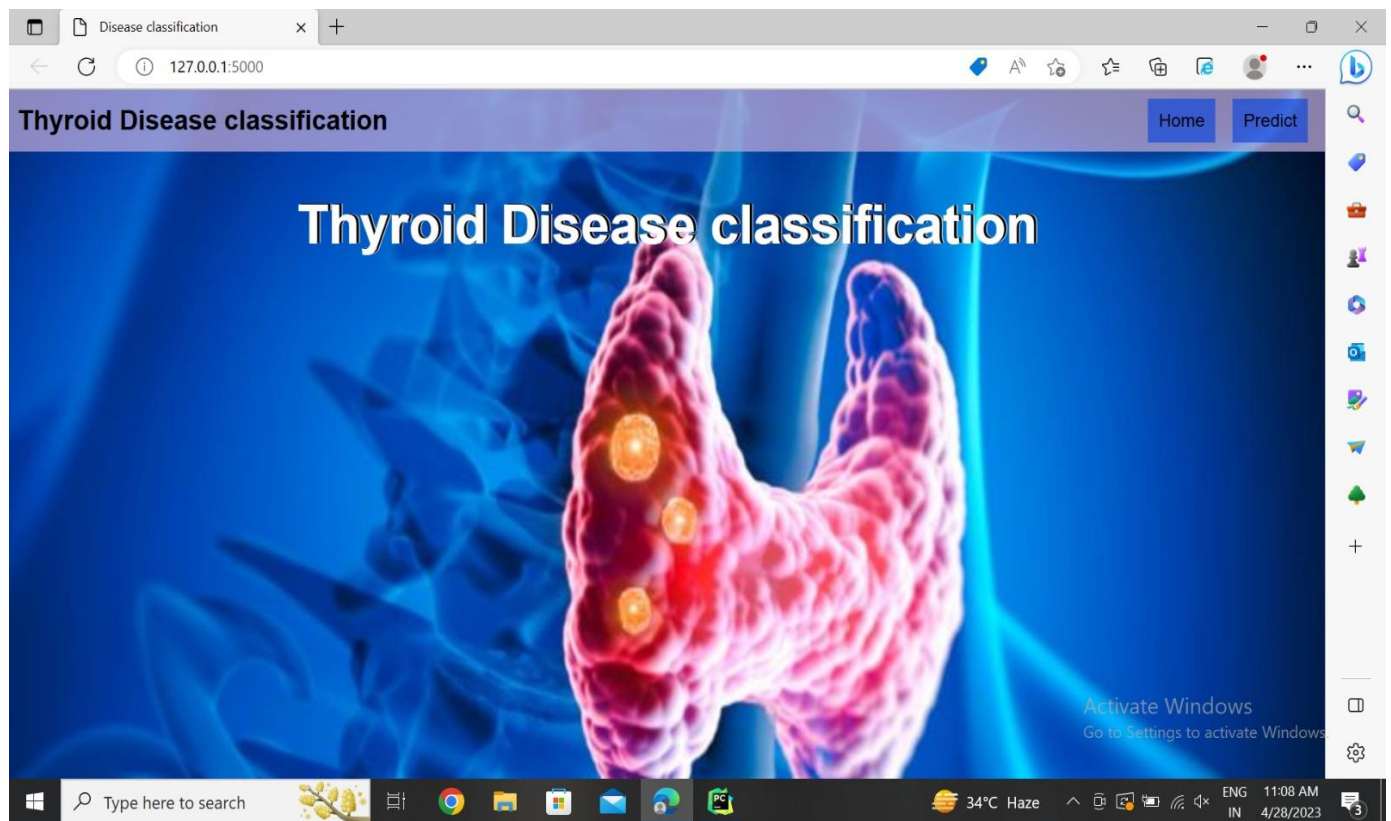 Disease classification
127.0.0.1:5000
Thyroid Disease classification
Home
Predict
Thyroid Disease classification
Activate Windows
Go to Settings to activate Windows
Type here to search
PC
34°C Haze
ENG 11:08 AM
IN 4/28/2023
3